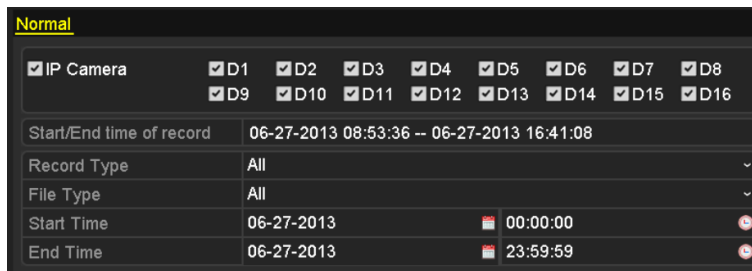 Normal
IP Camera D1 D2 D3 D4 D5 D6 D7 D8
D9 D10 D11 D12 D13 D14 D15 D16
Start/End time of record 06-27-2013 08:53:36 -- 06-27-2013 16:41:08
Record Type All
File Type All
Start Time 06-27-2013 00:00:00
End Time 06-27-2013 23:59:59